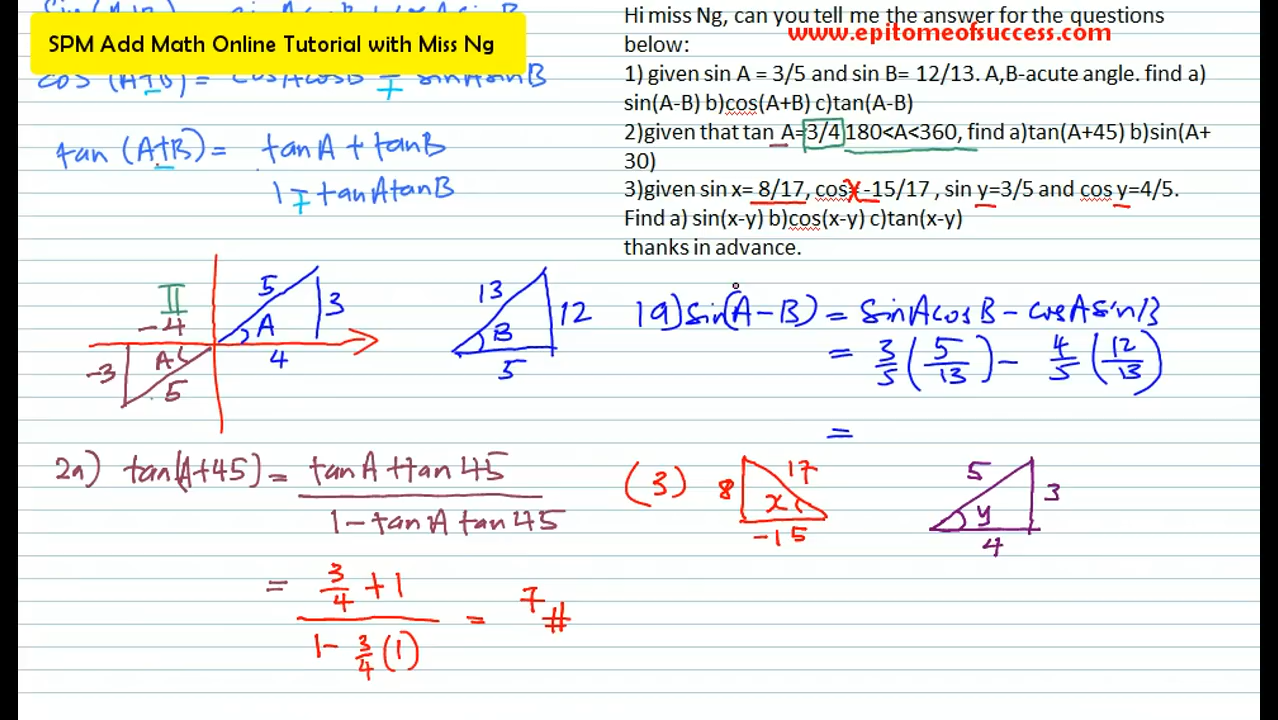 SPM Add Math Online Tutorial with Miss Ng
cos (A±B) = cosAcosB ∓ sinAsinB
tan (A±B) = tanA + tanB
1 ∓ tanAtanB
Hi miss Ng, can you tell me the answer for the questions
www.epitomeofsuccess.com
below:
1) given sin A = 3/5 and sin B= 12/13. A,B-acute angle. find a)
sin(A-B) b)cos(A+B) c)tan(A-B)
2)given that tan A=3/4 180<A<360, find a)tan(A+45) b)sin(A+
30)
3)given sin x= 8/17, cos x -15/17 , sin y=3/5 and cos y=4/5.
Find a) sin(x-y) b)cos(x-y) c)tan(x-y)
thanks in advance.
II
-4
5
3
A
4
-3
A
5
13
12
B
5
1a) sin(A-B) = sinAcosB - cosAsinB
= 3/5 (5/13) - 4/5 (12/13)
=
2a) tan(A+45) = tanA + tan45
1 - tanA tan45
= 3/4 + 1
1 - 3/4 (1)
= 7 #
(3)
8
17
x
-15
5
3
y
4